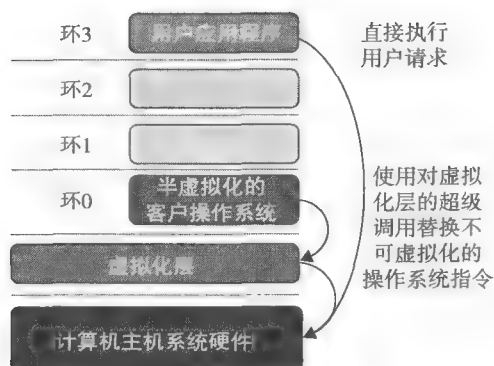 环3
用户应用程序
直接执行
用户请求
环2
环1
环0
半虚拟化的
客户操作系统
使用对虚拟
化层的超级
调用替换不
可虚拟化的
操作系统指令
虚拟化层
计算机主机系统硬件